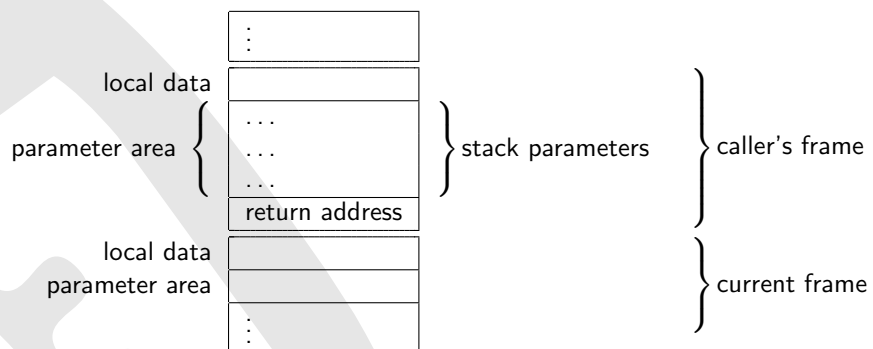 ⋮
local data
. . .
parameter area
. . .
stack parameters
caller's frame
. . .
return address
local data
parameter area
current frame
⋮